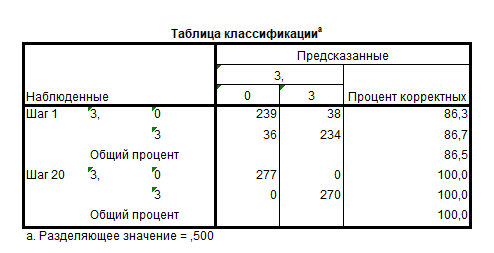 Таблица классификацииa
Наблюденные Предсказанные
3,
0 3 Процент корректных
Шаг 1 3, 0 239 38 86,3
3 36 234 86,7
Общий процент 86,5
Шаг 20 3, 0 277 0 100,0
3 0 270 100,0
Общий процент 100,0
a. Разделяющее значение = ,500